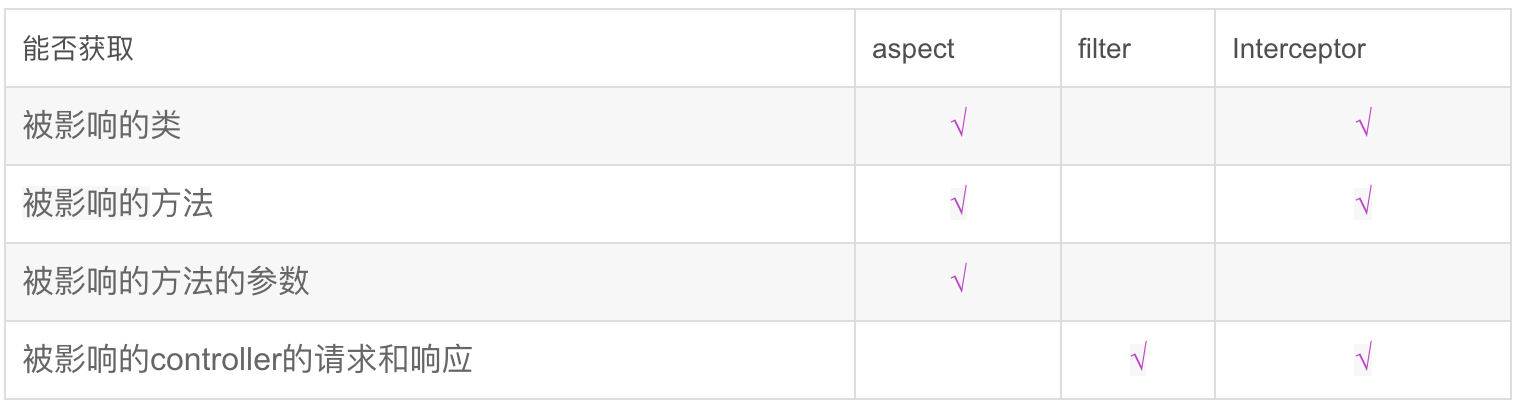 能否获取 aspect filter Interceptor
被影响的类 √ √
被影响的方法 √ √
被影响的方法的参数 √
被影响的controller的请求和响应 √ √